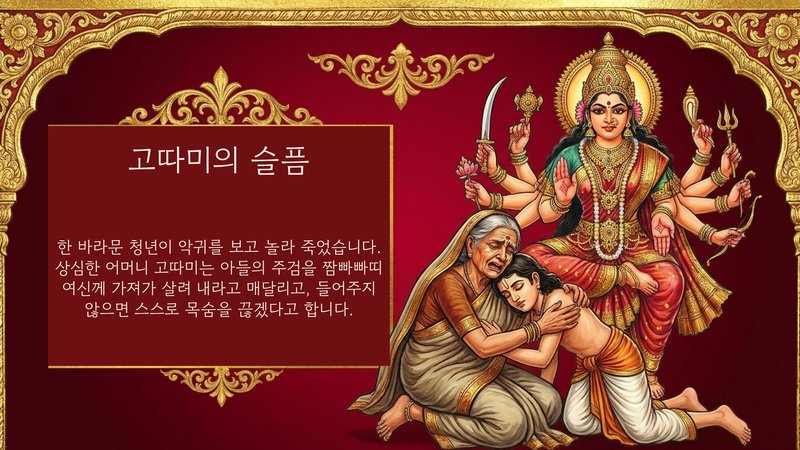 고따미의 슬픔
한 바라문 청년이 악귀를 보고 놀라 죽었습니다.
상심한 어머니 고따미는 아들의 주검을 짬빠빠띠
여신께 가져가 살려 내라고 매달리고, 들어주지
않으면 스스로 목숨을 끊겠다고 합니다.